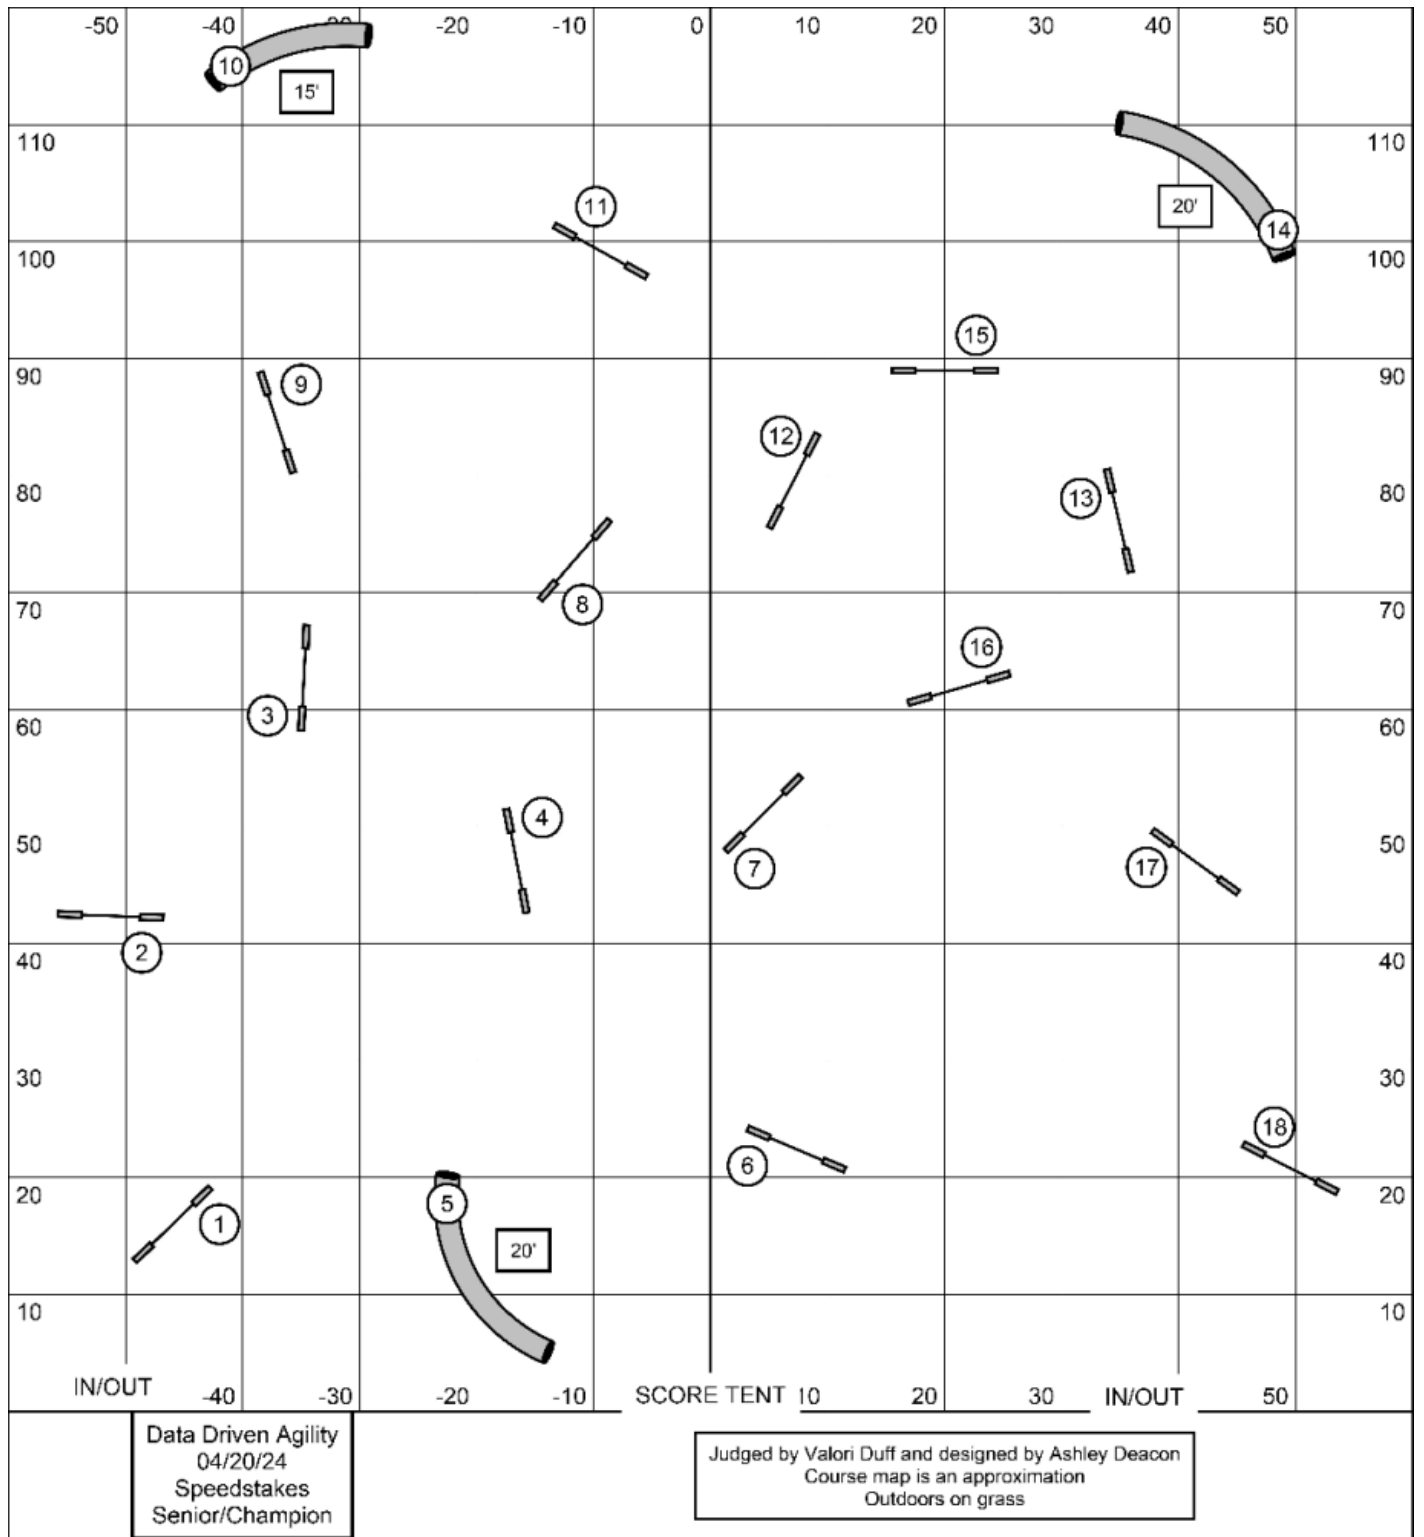 -50 -40 -20 -10 0 10 20 30 40 50
10
15'
110 110
11
20'
14
100 100
15
90 9 90
12
80 13 80
8
70 70
16
3
60 60
4
50 7 17 50
2
40 40
30 30
18
6
20 1 5 20
20'
10 10
IN/OUT -40 -30 -20 -10 SCORE TENT 10 20 30 IN/OUT 50
Data Driven Agility
04/20/24
Speedstakes
Senior/Champion
Judged by Valori Duff and designed by Ashley Deacon
Course map is an approximation
Outdoors on grass